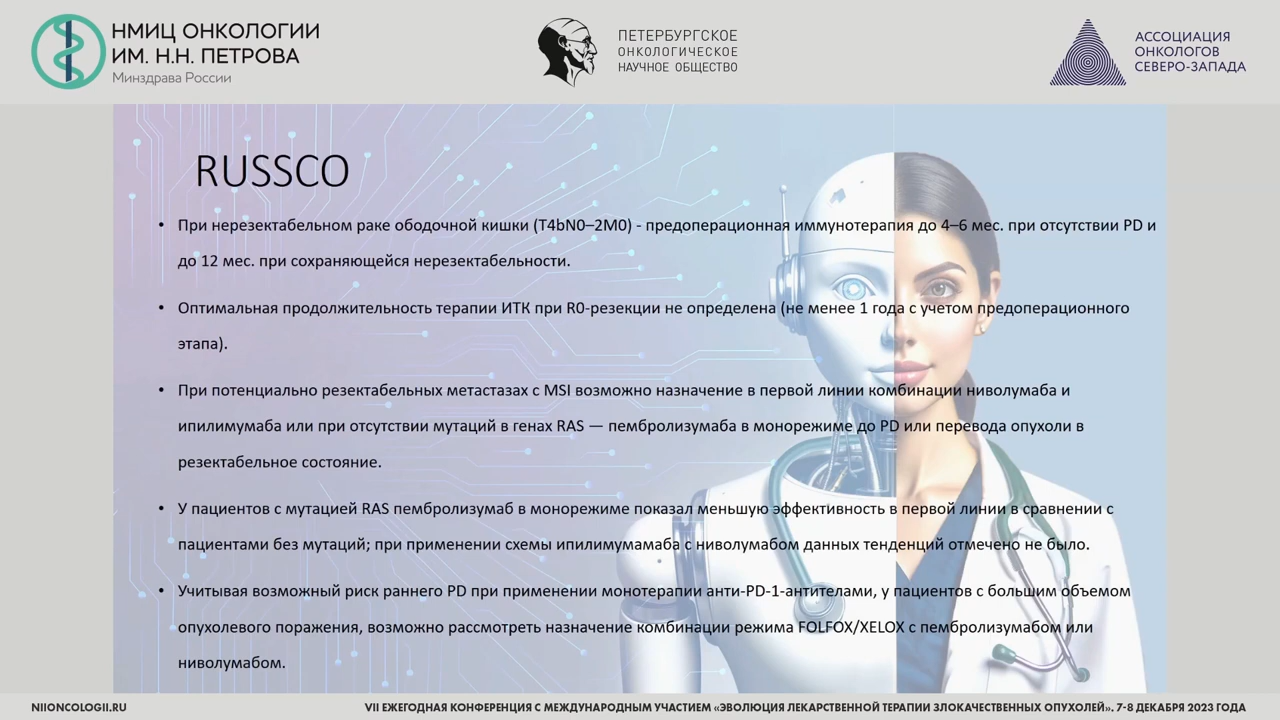 НМИЦ ОНКОЛОГИИ
ИМ. Н.Н. ПЕТРОВА
Минздрава России
ПЕТЕРБУРГСКОЕ
ОНКОЛОГИЧЕСКОЕ
НАУЧНОЕ ОБЩЕСТВО
АССОЦИАЦИЯ
ОНКОЛОГОВ
СЕВЕРО-ЗАПАДА
RUSSCO
• При нерезектабельном раке ободочной кишки (T4bN0–2M0) - предоперационная иммунотерапия до 4–6 мес. при отсутствии PD и
до 12 мес. при сохраняющейся нерезектабельности.
• Оптимальная продолжительность терапии ИТК при R0-резекции не определена (не менее 1 года с учетом предоперационного
этапа).
• При потенциально резектабельных метастазах с MSI возможно назначение в первой линии комбинации ниволумаба и
ипилимумаба или при отсутствии мутаций в генах RAS — пембролизумаба в монорежиме до PD или перевода опухоли в
резектабельное состояние.
• У пациентов с мутацией RAS пембролизумаб в монорежиме показал меньшую эффективность в первой линии в сравнении с
пациентами без мутаций; при применении схемы ипилимумамаба с ниволумабом данных тенденций отмечено не было.
• Учитывая возможный риск раннего PD при применении монотерапии анти-PD-1-антителами, у пациентов с большим объемом
опухолевого поражения, возможно рассмотреть назначение комбинации режима FOLFOX/XELOX с пембролизумабом или
ниволумабом.
NIIONCOLOGII.RU
VII ЕЖЕГОДНАЯ КОНФЕРЕНЦИЯ С МЕЖДУНАРОДНЫМ УЧАСТИЕМ «ЭВОЛЮЦИЯ ЛЕКАРСТВЕННОЙ ТЕРАПИИ ЗЛОКАЧЕСТВЕННЫХ ОПУХОЛЕЙ». 7-8 ДЕКАБРЯ 2023 ГОДА